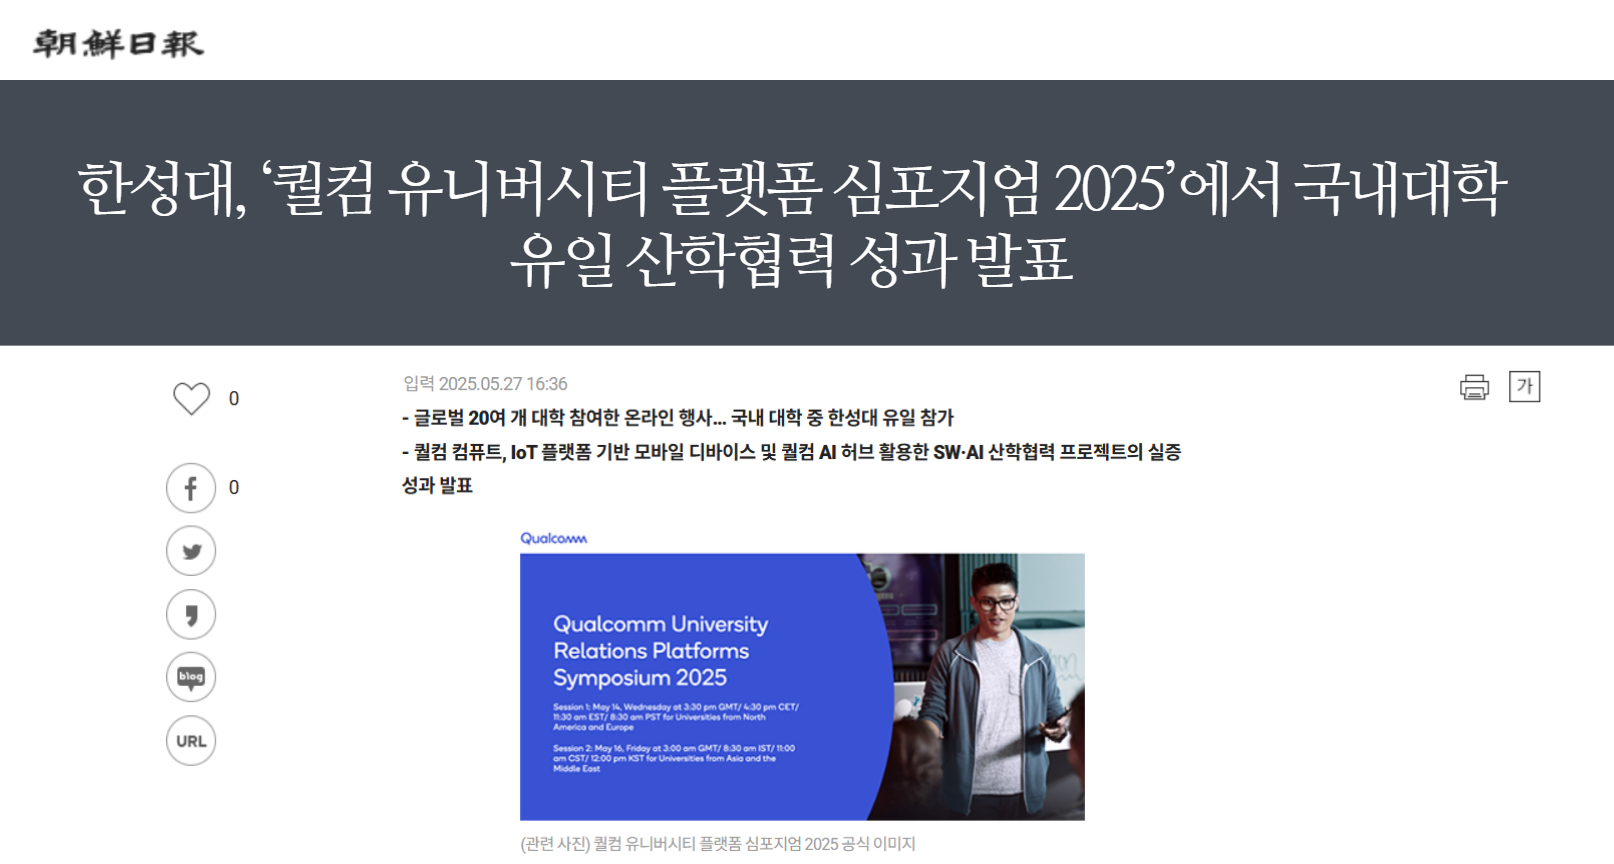 朝鮮日報
한성대, ‘퀄컴 유니버시티 플랫폼 심포지엄 2025’에서 국내대학
유일 산학협력 성과 발표
0
0
blog
URL
입력 2025.05.27 16:36
가
- 글로벌 20여 개 대학 참여한 온라인 행사... 국내 대학 중 한성대 유일 참가
- 퀄컴 컴퓨트, IoT 플랫폼 기반 모바일 디바이스 및 퀄컴 AI 허브 활용한 SW·AI 산학협력 프로젝트의 실증
성과 발표
Qualcomm
Qualcomm University
Relations Platforms
Symposium 2025
Session 1: May 14, Wednesday at 3:30 pm GMT/ 4:30 pm CET/
11:30 am EST/ 8:30 am PST for Universities from North
America and Europe
Session 2: May 16, Friday at 3:00 am GMT/ 8:30 am IST/ 11:00
am CST/ 12:00 pm KST for Universities from Asia and the
Middle East
(관련 사진) 퀄컴 유니버시티 플랫폼 심포지엄 2025 공식 이미지